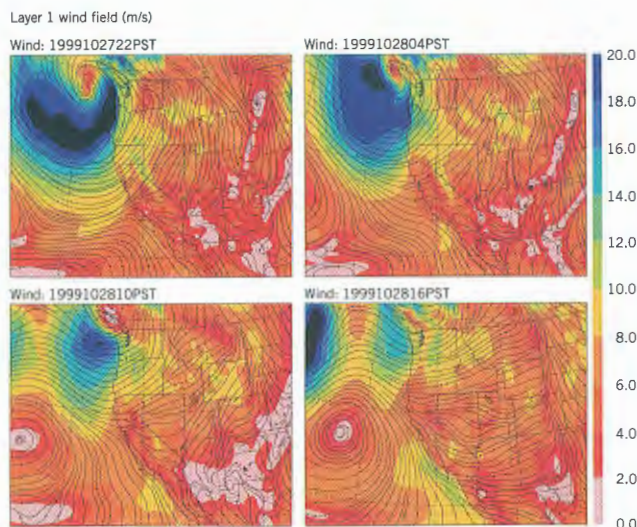 Layer 1 wind field (m/s)
Wind: 1999102722PST
Wind: 1999102804PST
Wind: 1999102810PST
Wind: 1999102816PST
20.0
18.0
16.0
14.0
12.0
10.0
8.0
6.0
4.0
2.0
0.0